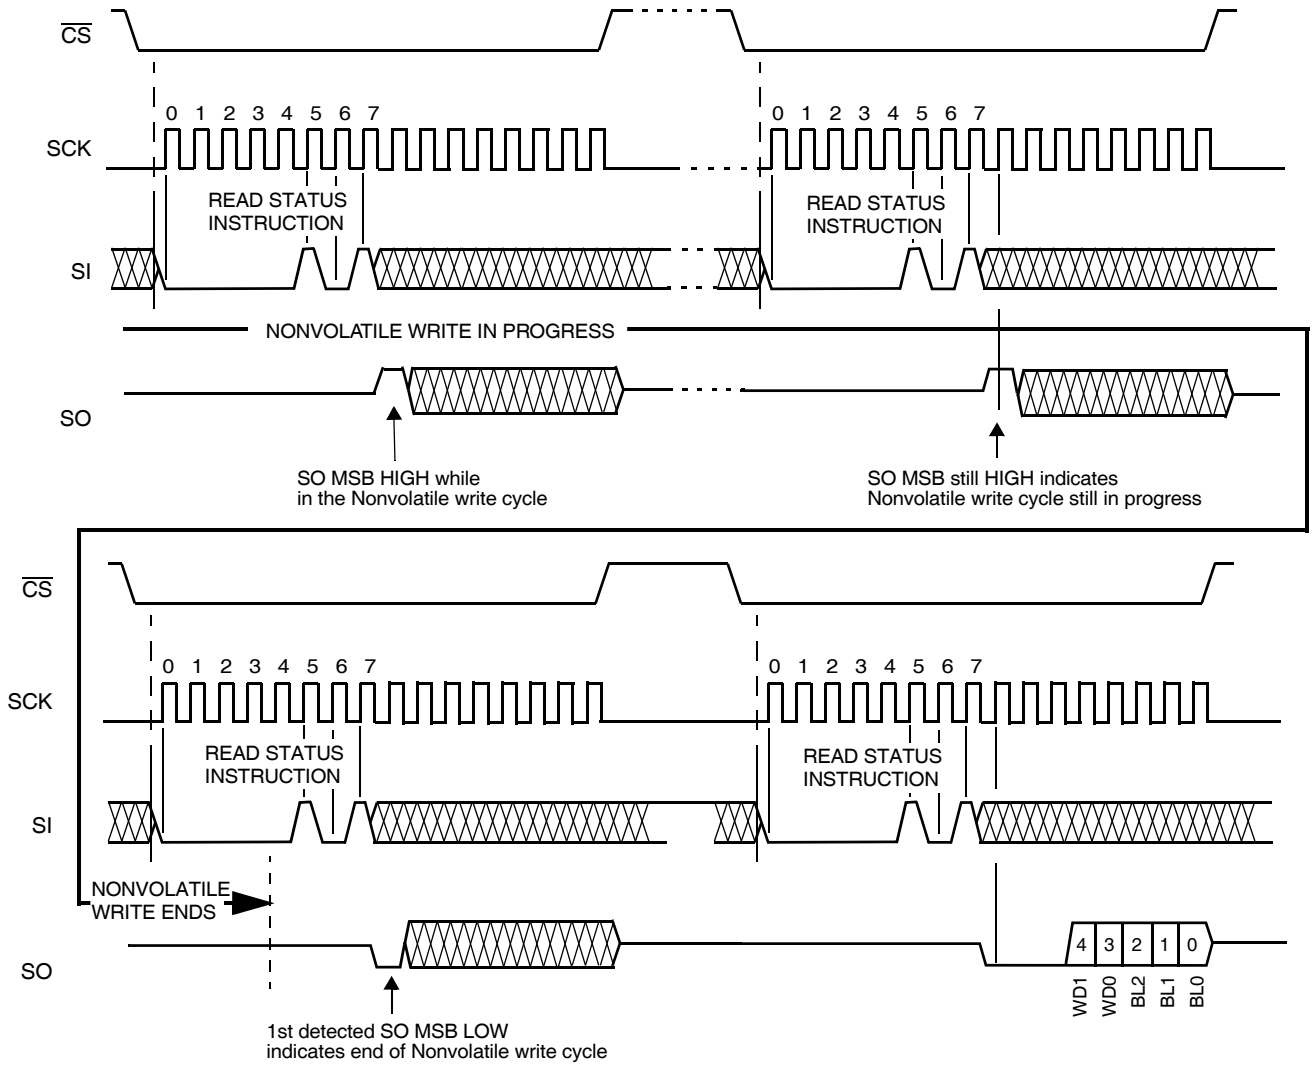 CS
0 1 2 3 4 5 6 7
0 1 2 3 4 5 6 7
SCK
READ STATUS
INSTRUCTION
READ STATUS
INSTRUCTION
SI
NONVOLATILE WRITE IN PROGRESS
SO
SO MSB HIGH while
in the Nonvolatile write cycle
SO MSB still HIGH indicates
Nonvolatile write cycle still in progress
CS
0 1 2 3 4 5 6 7
0 1 2 3 4 5 6 7
SCK
READ STATUS
INSTRUCTION
READ STATUS
INSTRUCTION
SI
NONVOLATILE
WRITE ENDS
SO
4 3 2 1 0
WD1
WD0
BL2
BL1
BL0
1st detected SO MSB LOW
indicates end of Nonvolatile write cycle